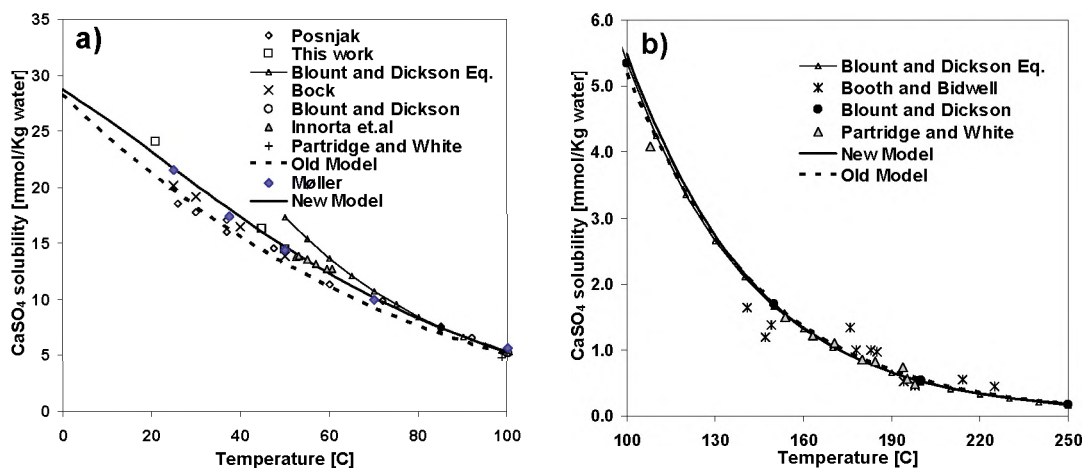 a)
35
30
25
20
15
10
5
0
CaSO4 solubility [mmol/Kg water]
Posnjak
This work
Blount and Dickson Eq.
Bock
Blount and Dickson
Innorta et.al
Partridge and White
Old Model
Møller
New Model
0 20 40 60 80 100
Temperature [C]
b)
6.0
5.0
4.0
3.0
2.0
1.0
0.0
CaSO4 solubility [mmol/Kg water]
Blount and Dickson Eq.
Booth and Bidwell
Blount and Dickson
Partridge and White
New Model
Old Model
100 130 160 190 220 250
Temperature [C]